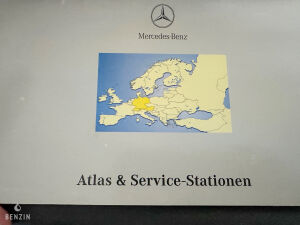 Mercedes-Benz
Atlas & Service-Stationen
BENZIN